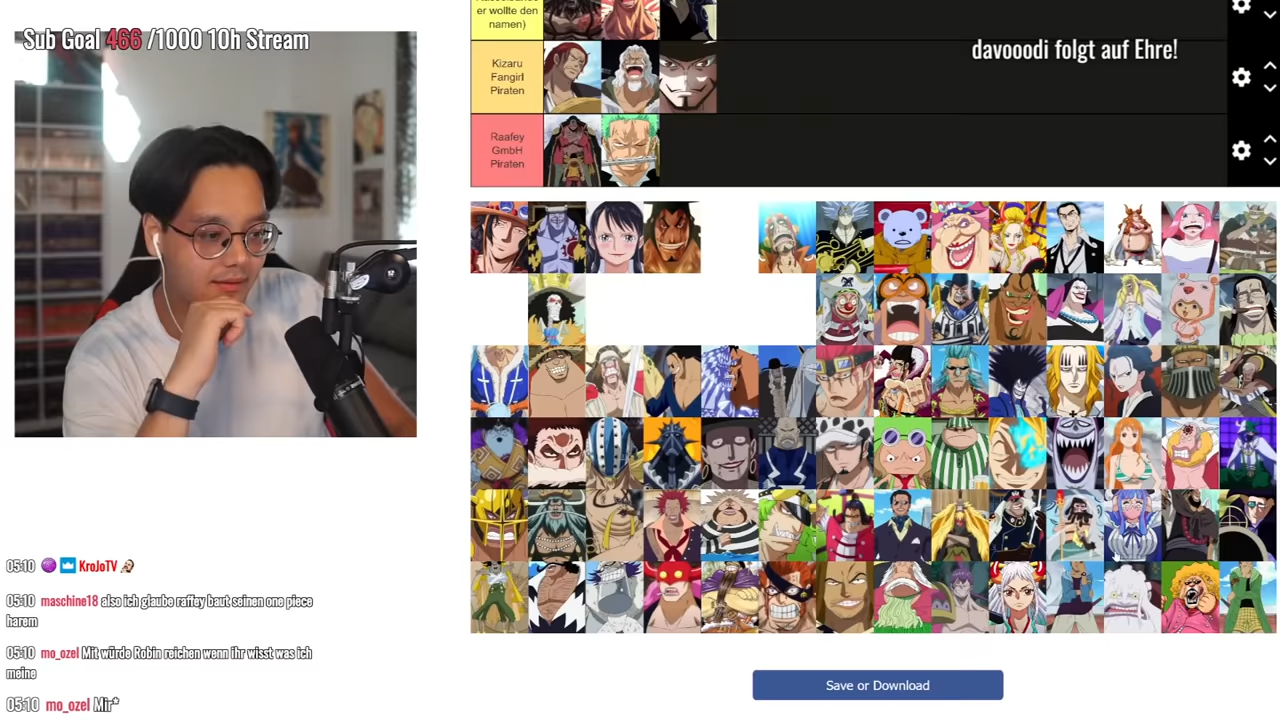 Sub Goal 466 /1000 10h Stream
er wollte den
namen)
davooodi folgt auf Ehre!
Kizaru
Fangirl
Piraten
Raafey
GmbH
Piraten
05:10 KroJoTV
05:10 maschine18 also ich glaube raffey baut seinen one piece
harem
05:10 mo_ozel Mit würde Robin reichen wenn ihr wisst was ich
meine
05:10 mo_ozel Mir*
Save or Download